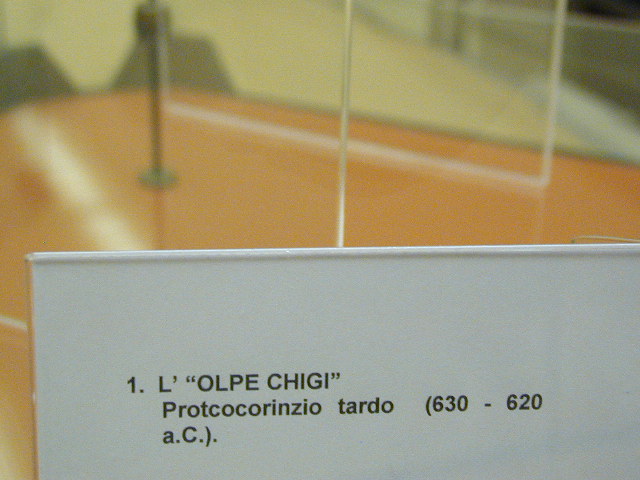 1. L' “OLPE CHIGI”
Protcocorinzio tardo (630 - 620
a.C.).